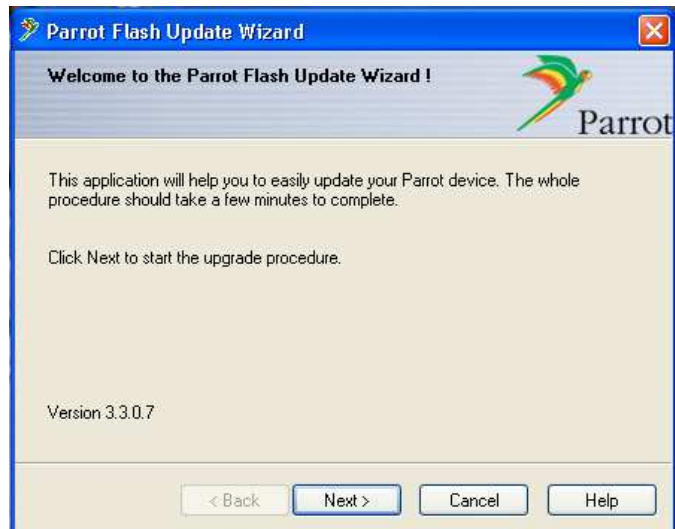 Parrot Flash Update Wizard
Welcome to the Parrot Flash Update Wizard !
Parrot
This application will help you to easily update your Parrot device. The whole
procedure should take a few minutes to complete.
Click Next to start the upgrade procedure.
Version 3.3.0.7
< Back
Next >
Cancel
Help